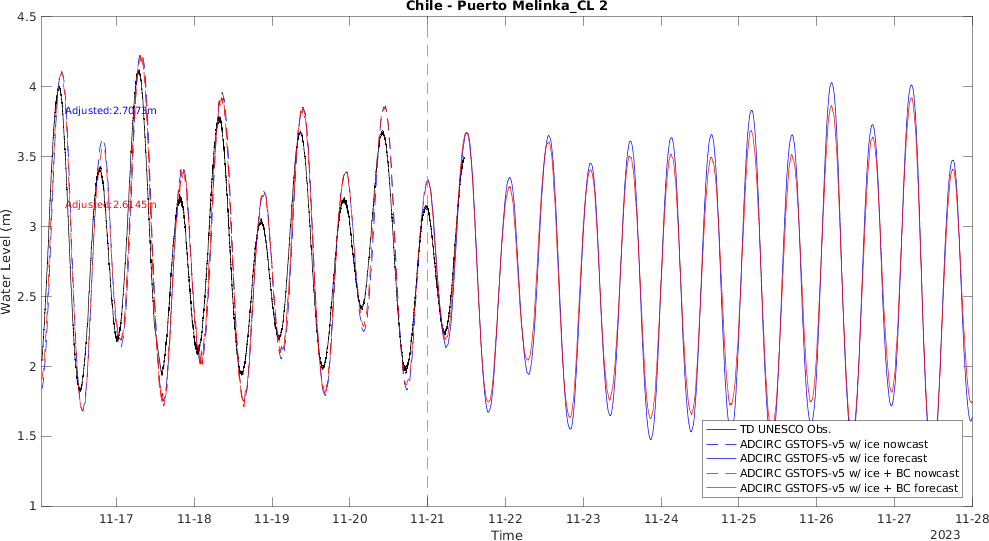 Chile - Puerto Melinka_CL 2
4.5
4
3.5
3
2.5
2
1.5
1
Water Level (m)
Adjusted:2.7073m
Adjusted:2.6145m
TD UNESCO Obs.
ADCIRC GSTOFS-v5 w/ ice nowcast
ADCIRC GSTOFS-v5 w/ ice forecast
ADCIRC GSTOFS-v5 w/ ice + BC nowcast
ADCIRC GSTOFS-v5 w/ ice + BC forecast
11-17 11-18 11-19 11-20 11-21 11-22 11-23 11-24 11-25 11-26 11-27 11-28
Time
2023